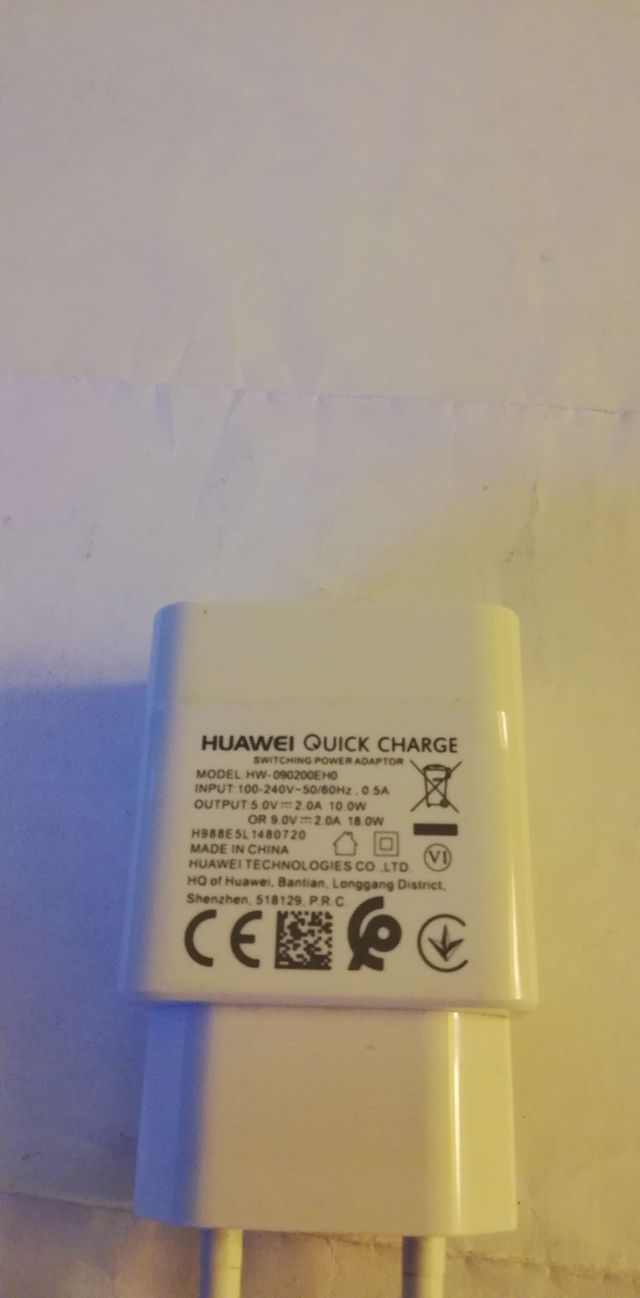 HUAWEI QUICK CHARGE
SWITCHING POWER ADAPTOR
MODEL: HW-090200EH0
INPUT: 100-240V~50/60Hz, 0.5A
OUTPUT: 5.0V⎓2.0A 10.0W
OR 9.0V⎓2.0A 18.0W
H988E5L1480720
MADE IN CHINA
VI
HUAWEI TECHNOLOGIES CO.,LTD.
HQ of Huawei, Bantian, Longgang District,
Shenzhen, 518129, P.R.C.
CE